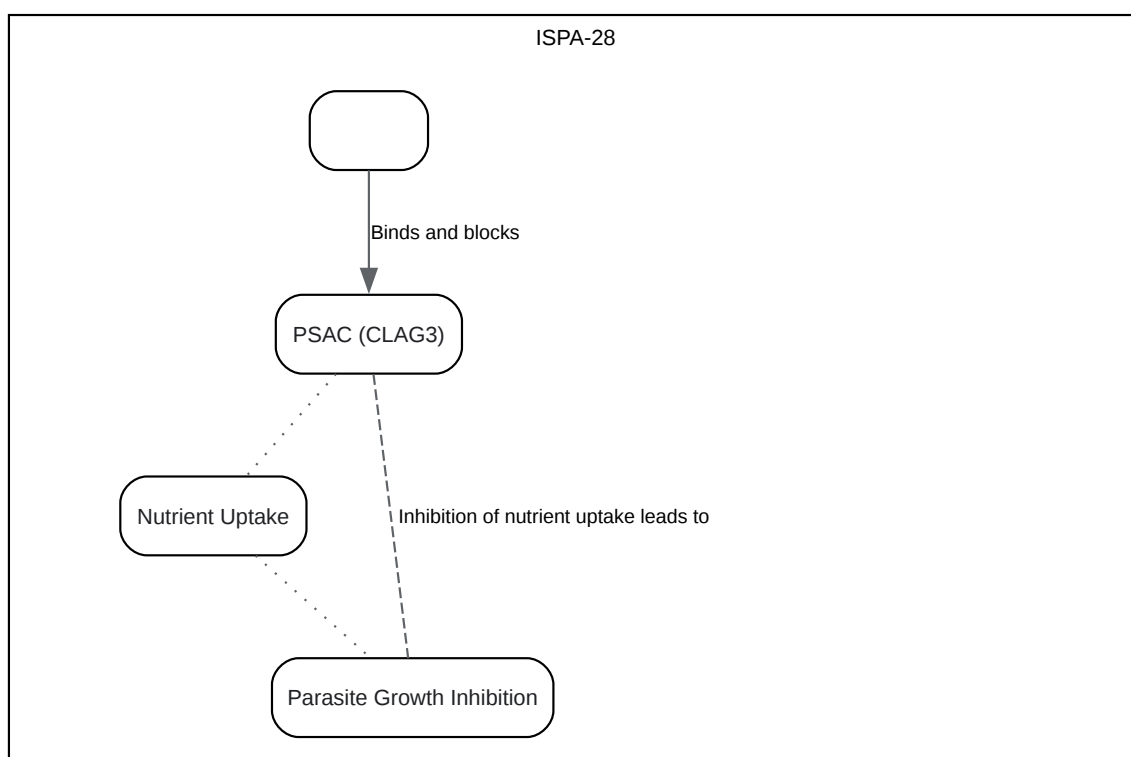 ISPA-28
Binds and blocks
PSAC (CLAG3)
Nutrient Uptake
Inhibition of nutrient uptake leads to
Parasite Growth Inhibition